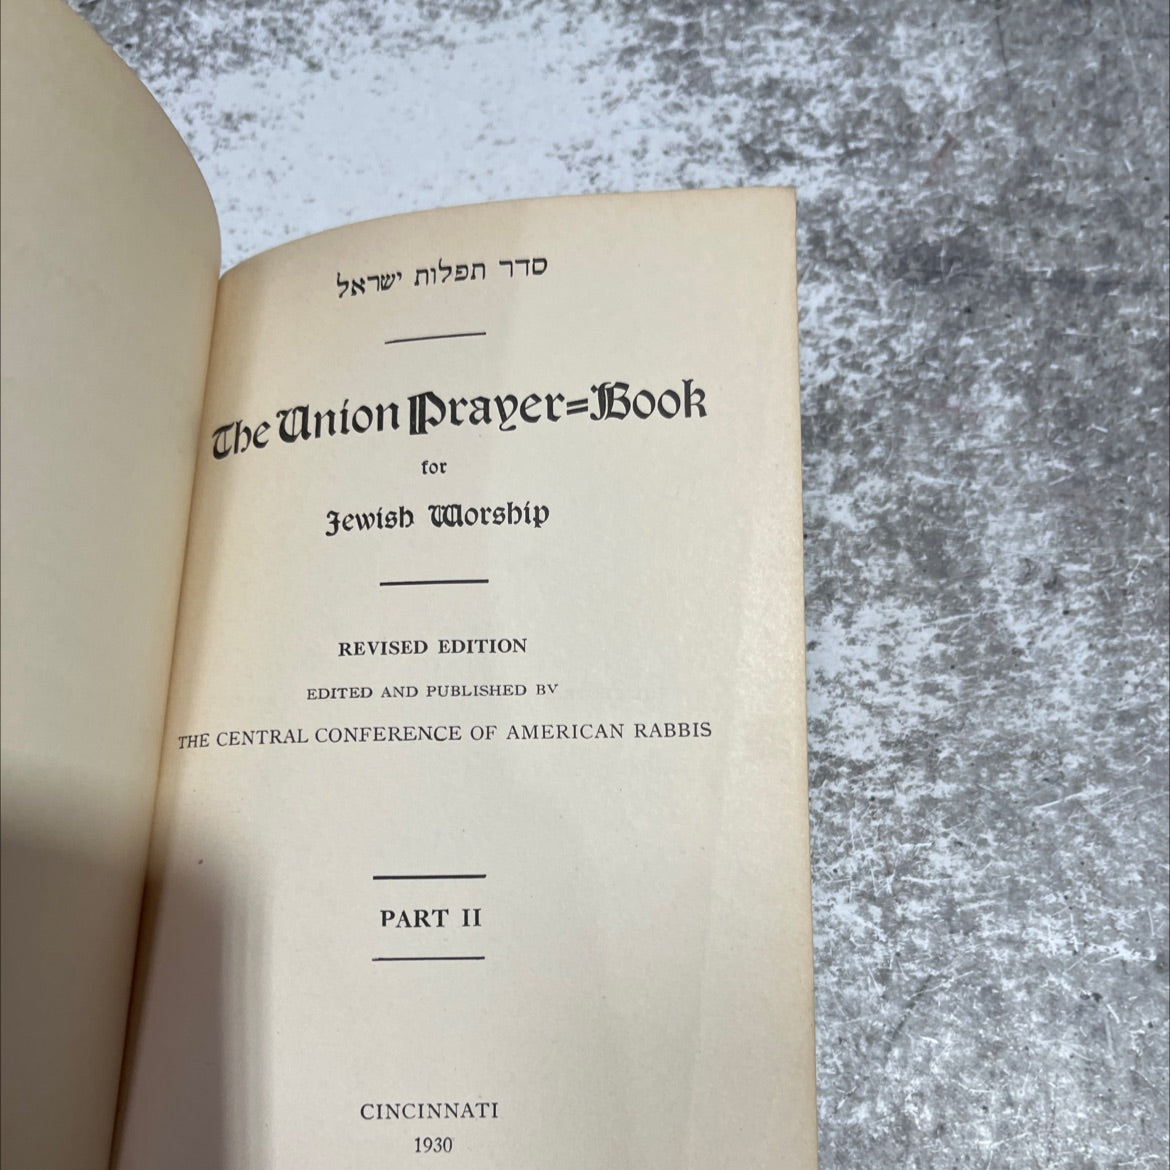 סדר תפלות ישראל
The Union Prayer=Book
for
Jewish Worship
REVISED EDITION
EDITED AND PUBLISHED BY
THE CENTRAL CONFERENCE OF AMERICAN RABBIS
PART II
CINCINNATI
1930